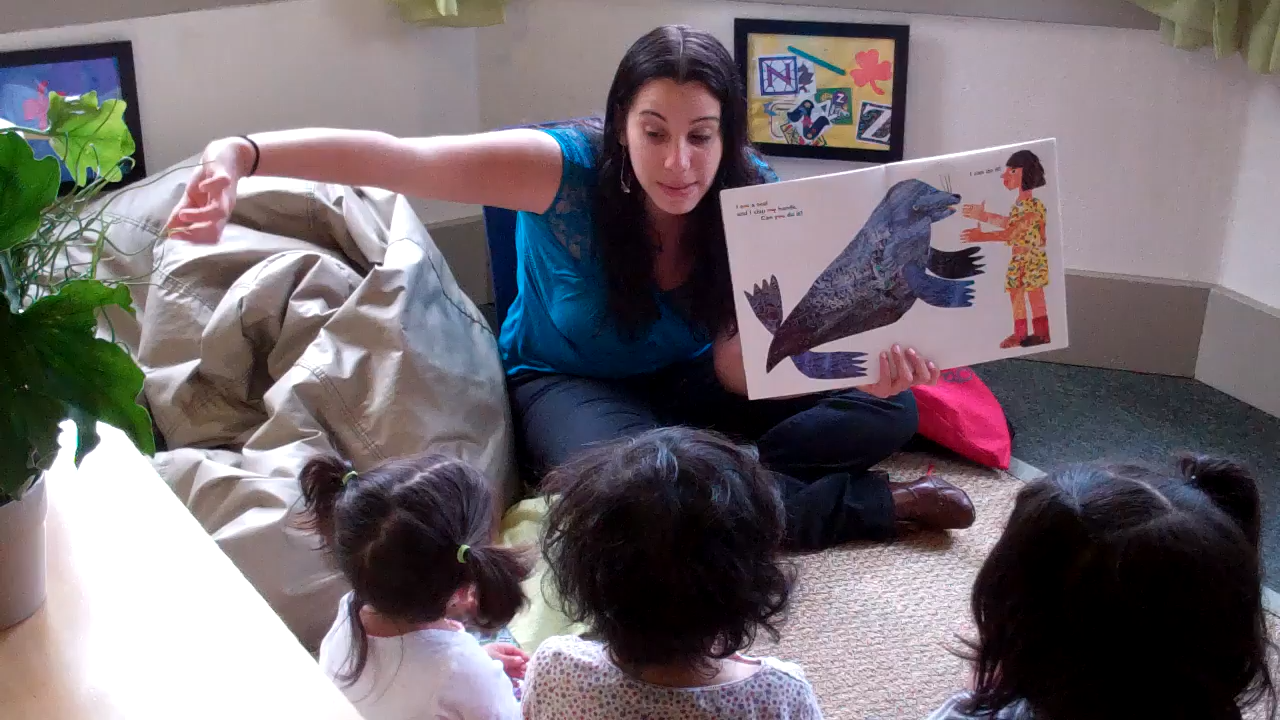 N
Z
Z
I am a seal
and I clap my hands.
Can you do it?
I can do it!